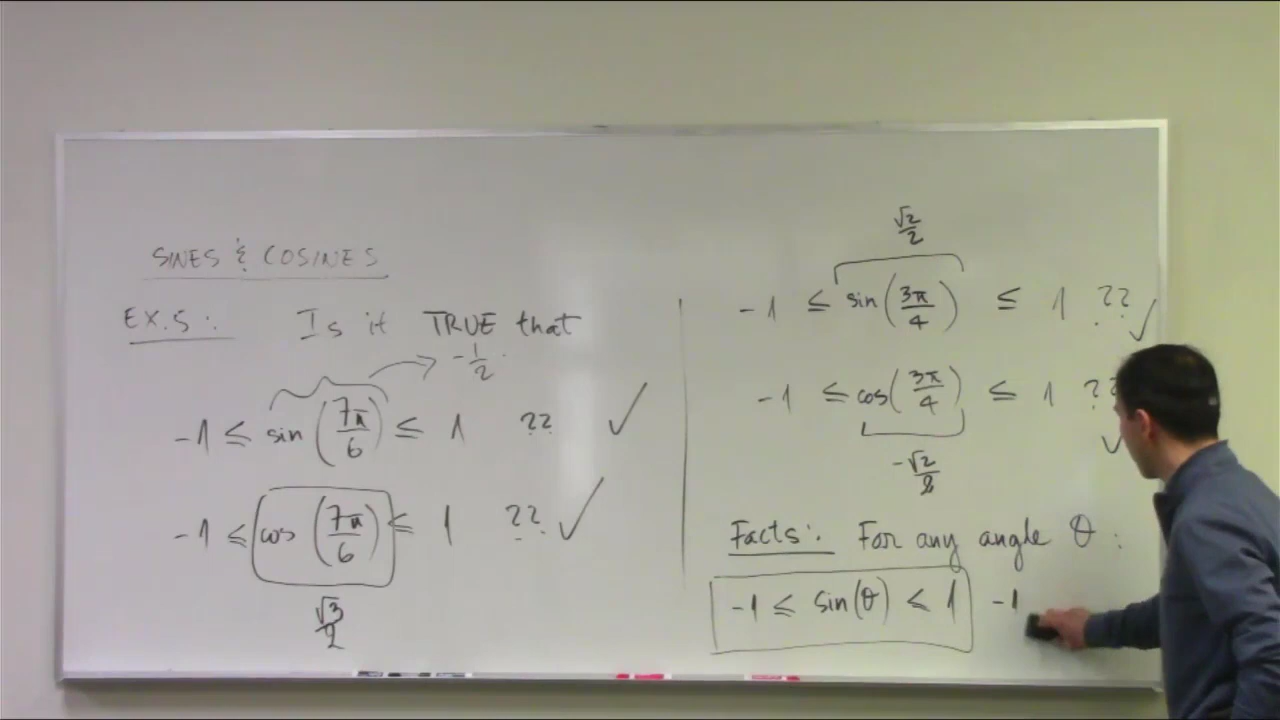 SINES & COSINES
EX.5: Is it TRUE that
-1/2
-1 ≤ sin(7π/6) ≤ 1 ?? ✓
-1 ≤ cos(7π/6) ≤ 1 ?? ✓
√3/2
√2/2
-1 ≤ sin(3π/4) ≤ 1 ?? ✓
-1 ≤ cos(3π/4) ≤ 1 ?? ✓
-√2/2
Facts: For any angle θ:
-1 ≤ sin(θ) ≤ 1 -1